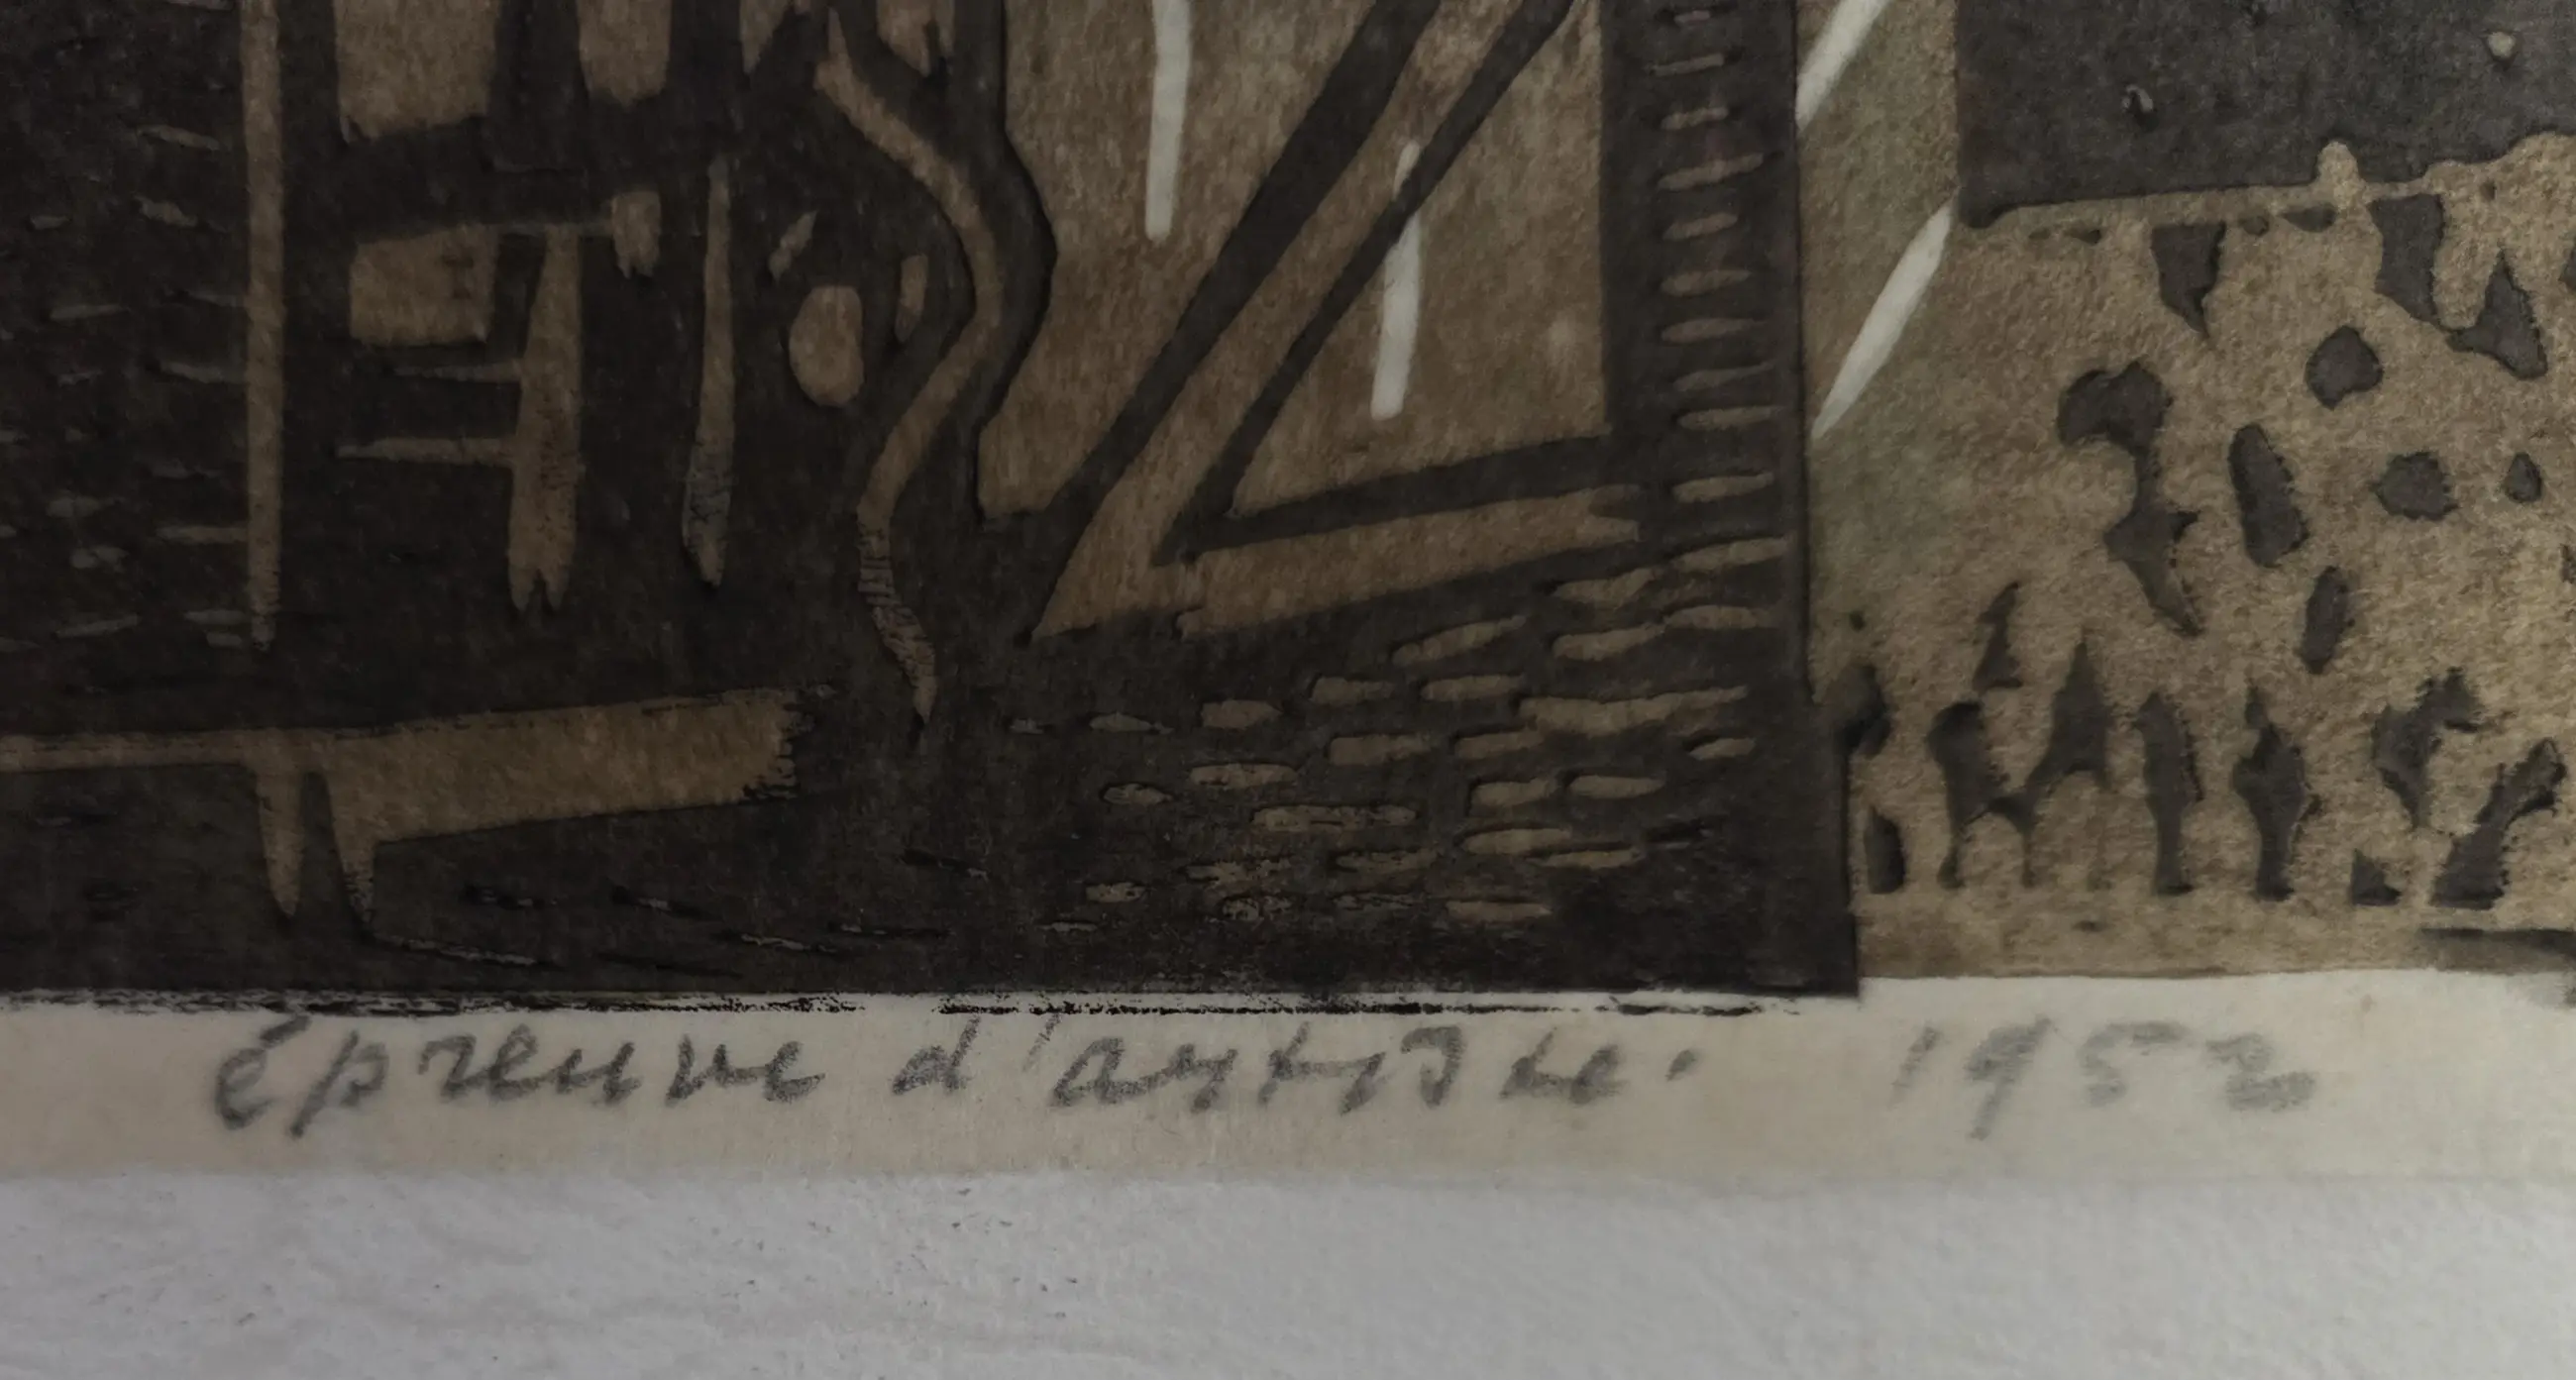 épreuve d'artiste. 1952